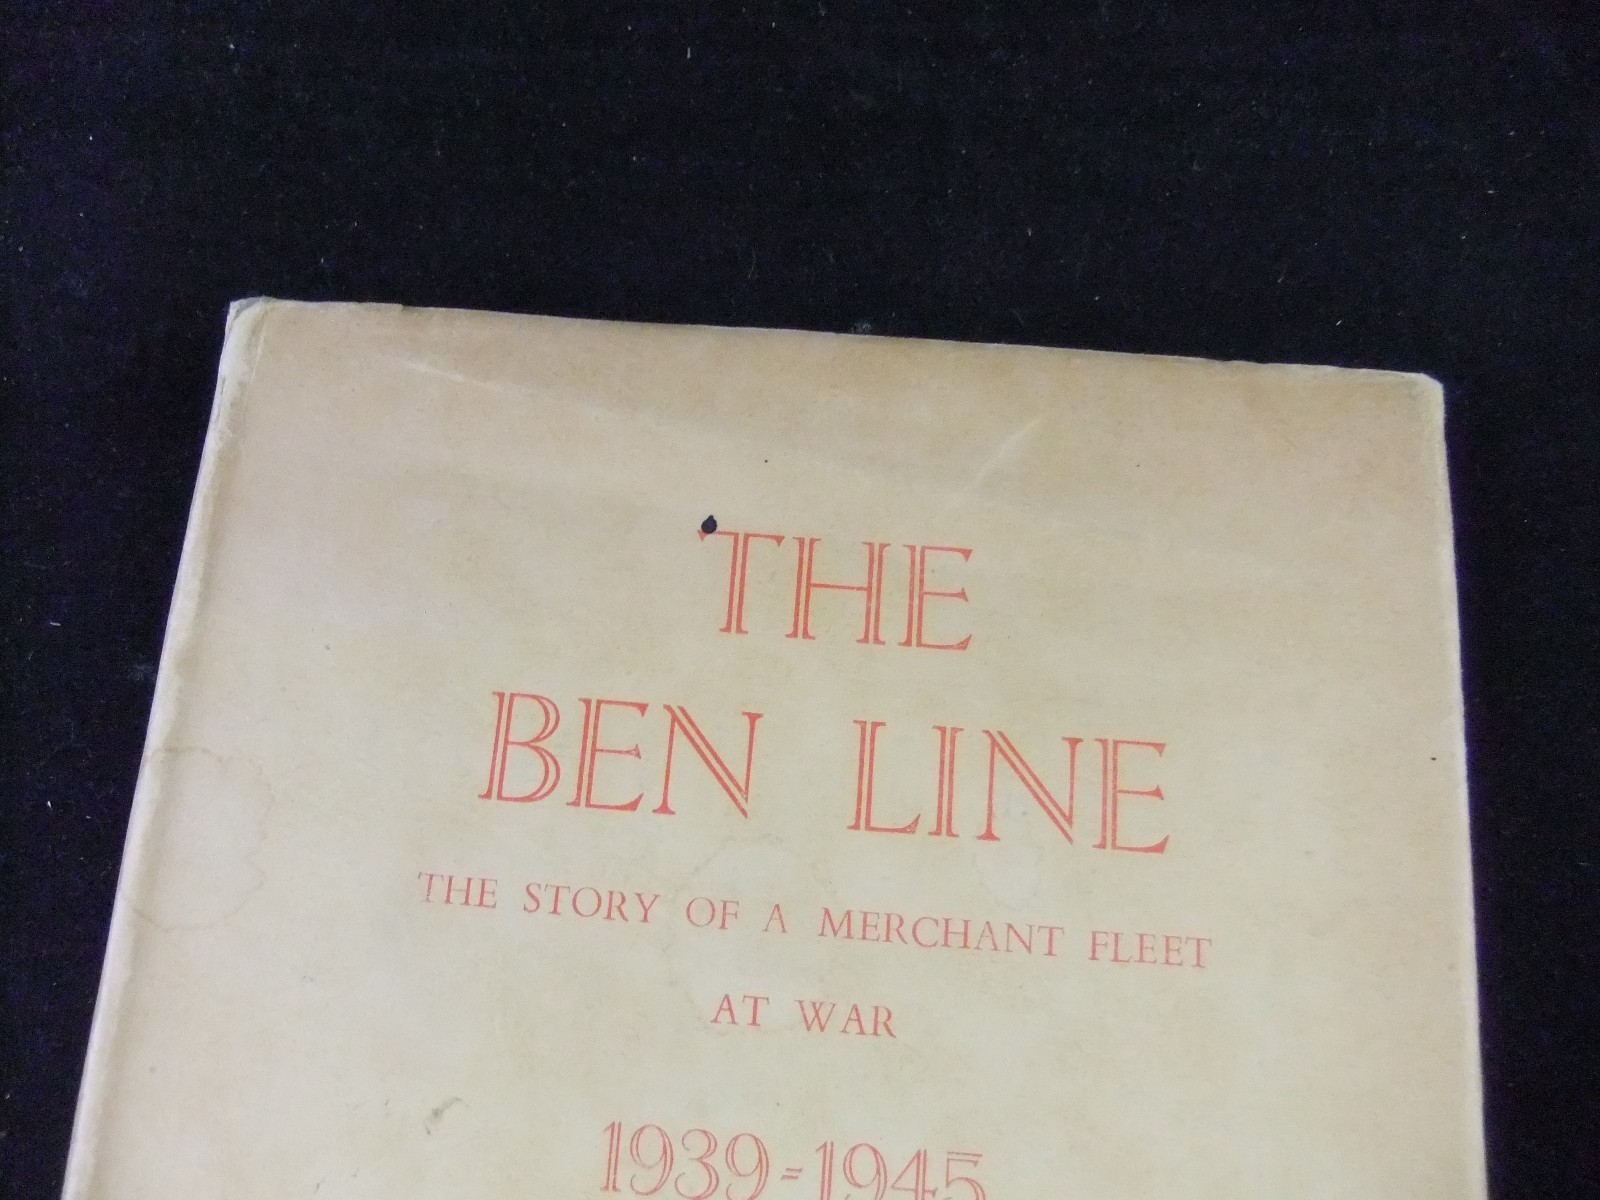 THE
BEN LINE
THE STORY OF A MERCHANT FLEET
AT WAR
1939-1945